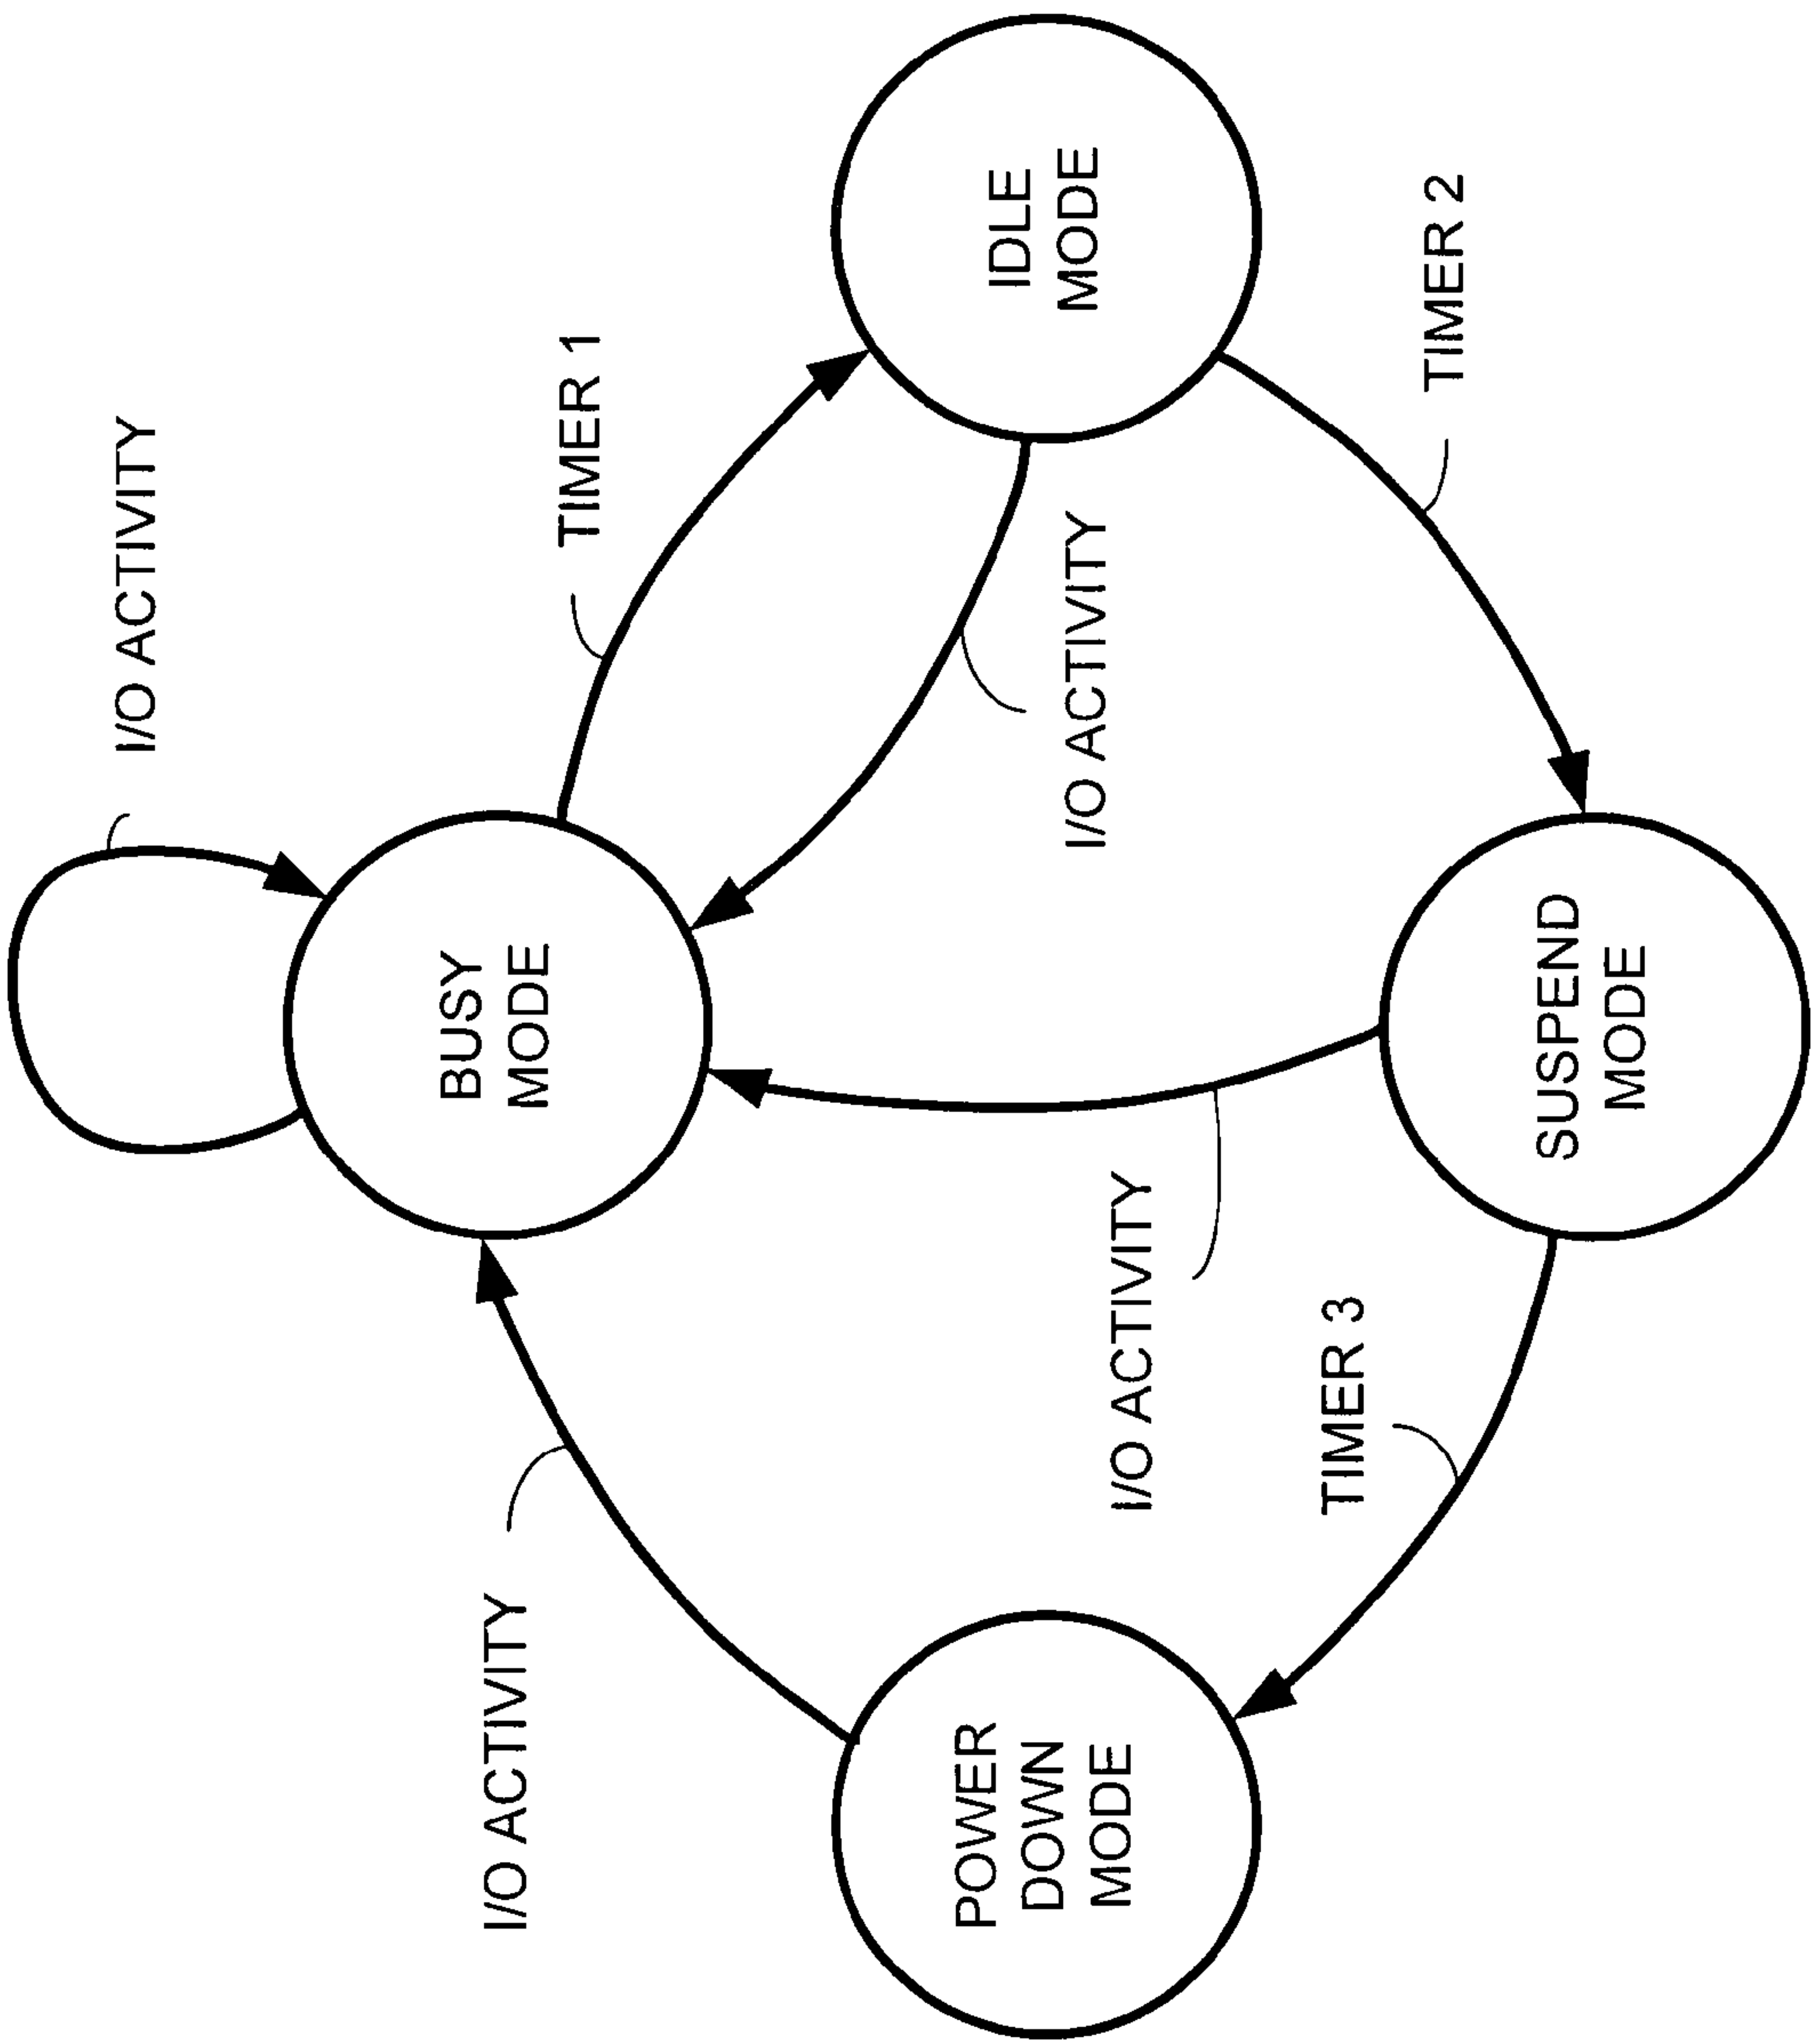 I/O ACTIVITY
BUSY
MODE
I/O ACTIVITY
TIMER 1
POWER
DOWN
MODE
I/O ACTIVITY
I/O ACTIVITY
IDLE
MODE
TIMER 3
TIMER 2
SUSPEND
MODE